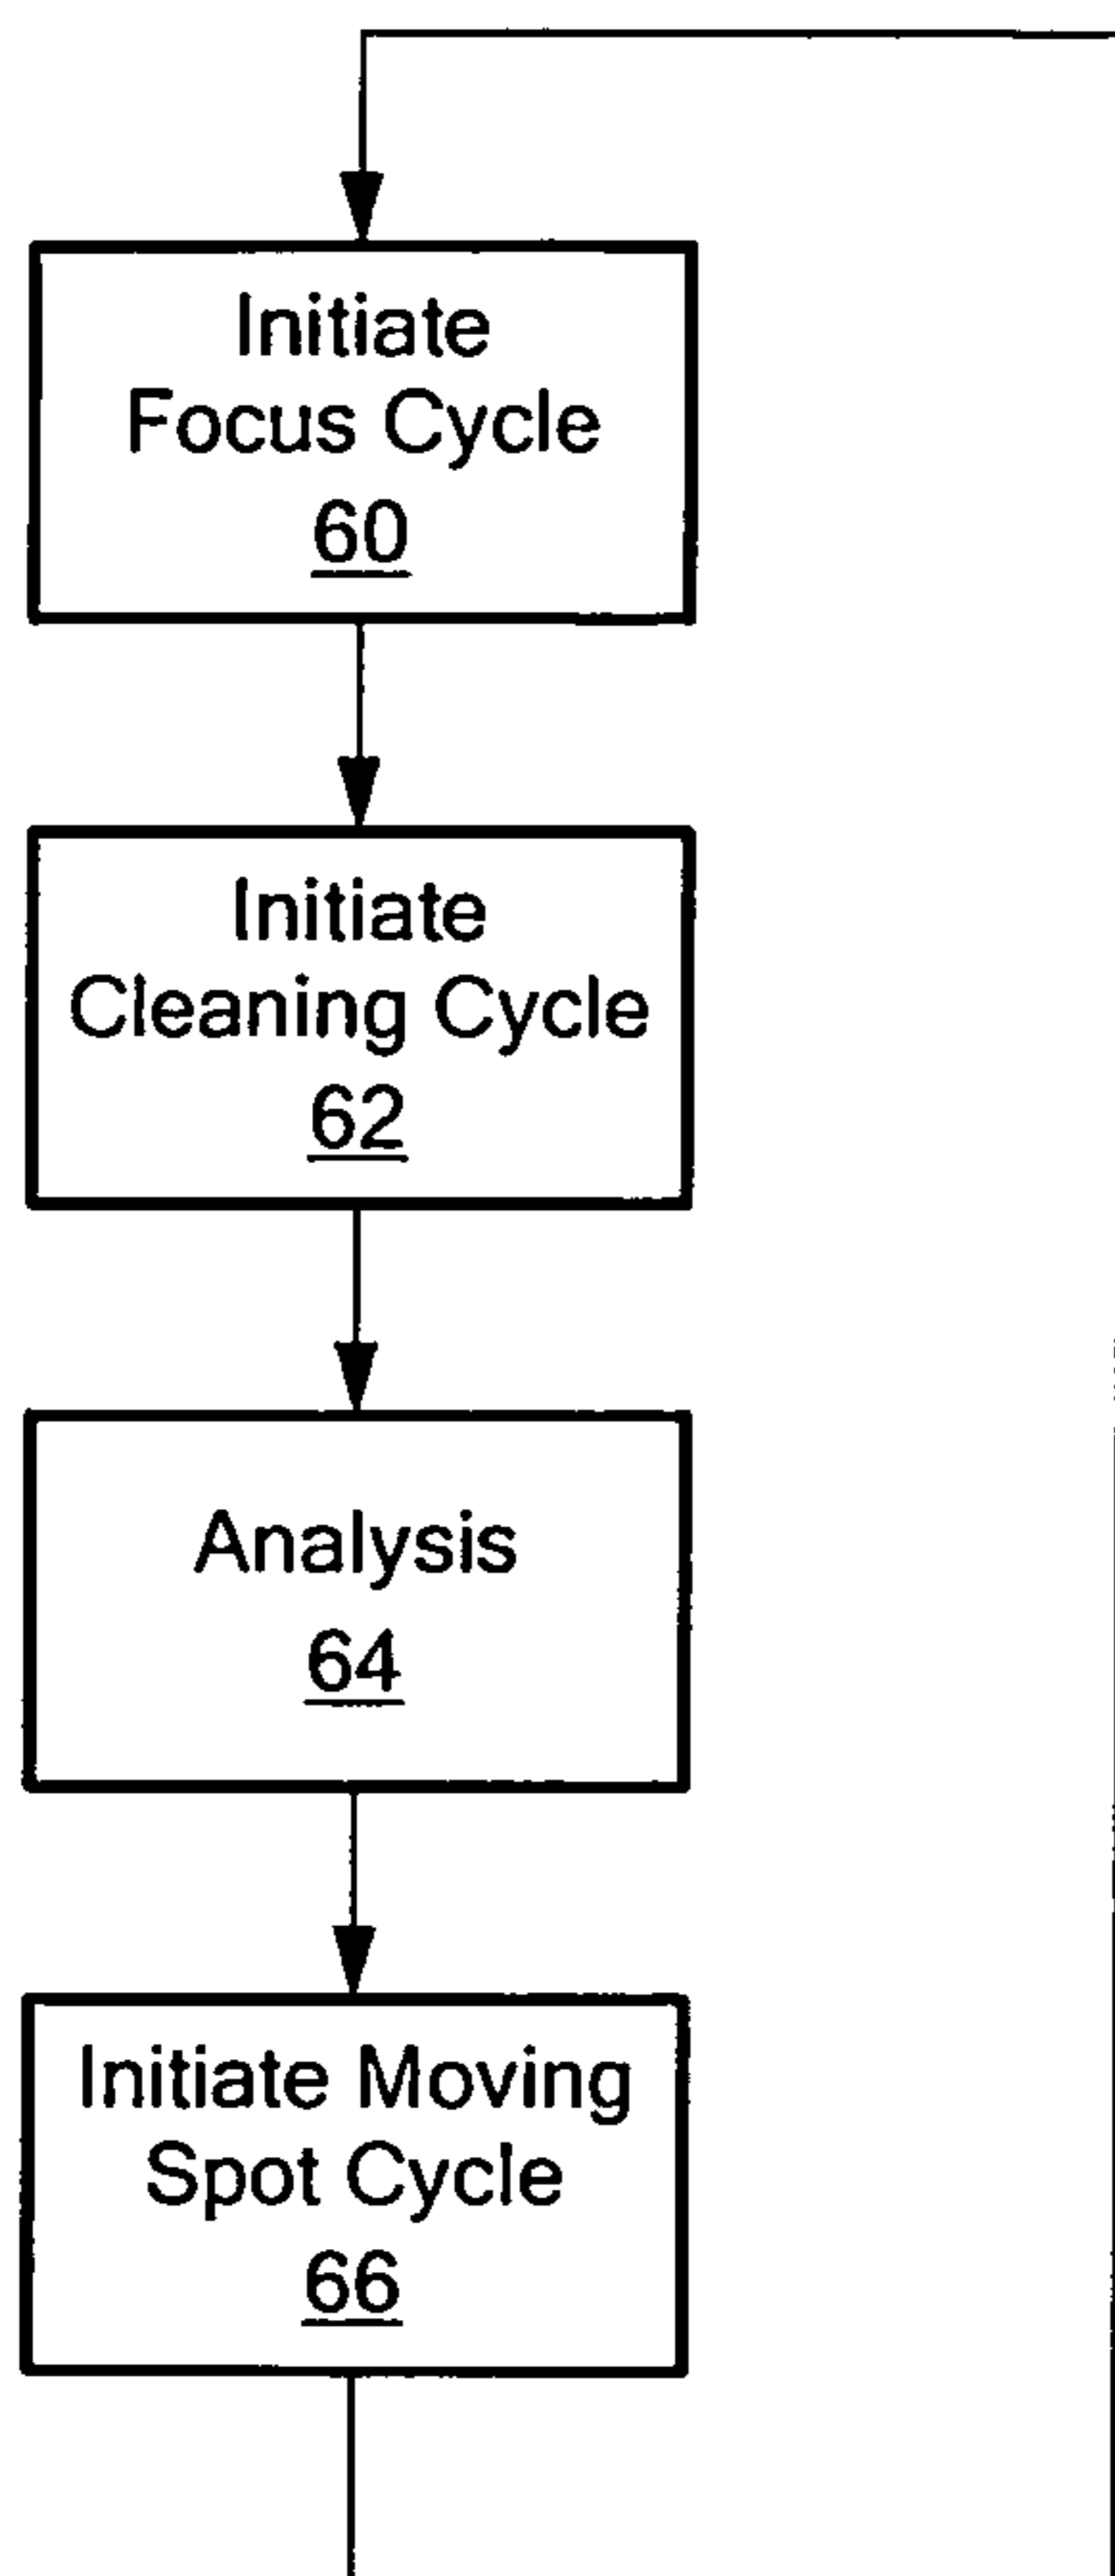 Initiate
Focus Cycle
60
Initiate
Cleaning Cycle
62
Analysis
64
Initiate Moving
Spot Cycle
66